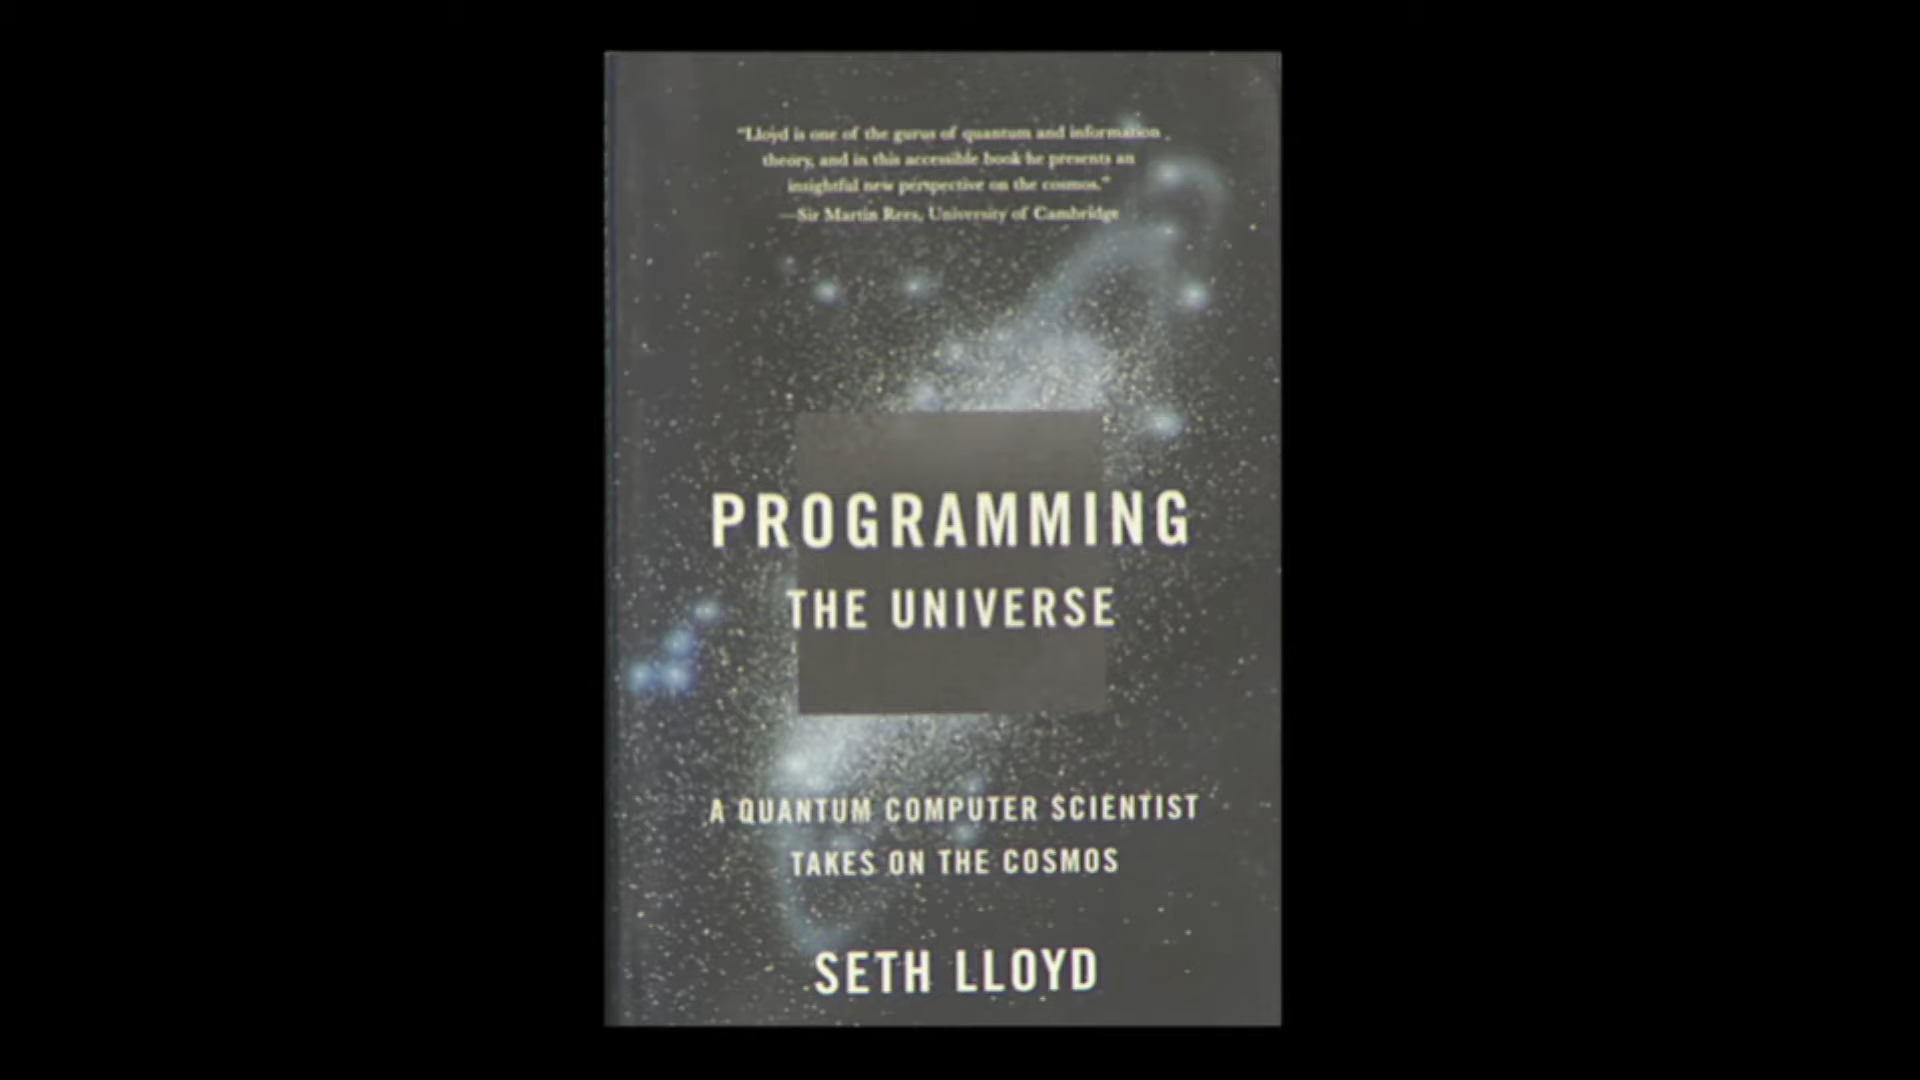 "Lloyd is one of the gurus of quantum and information
theory, and in this accessible book he presents an
insightful new perspective on the cosmos."
—Sir Martin Rees, University of Cambridge
PROGRAMMING
THE UNIVERSE
A QUANTUM COMPUTER SCIENTIST
TAKES ON THE COSMOS
SETH LLOYD